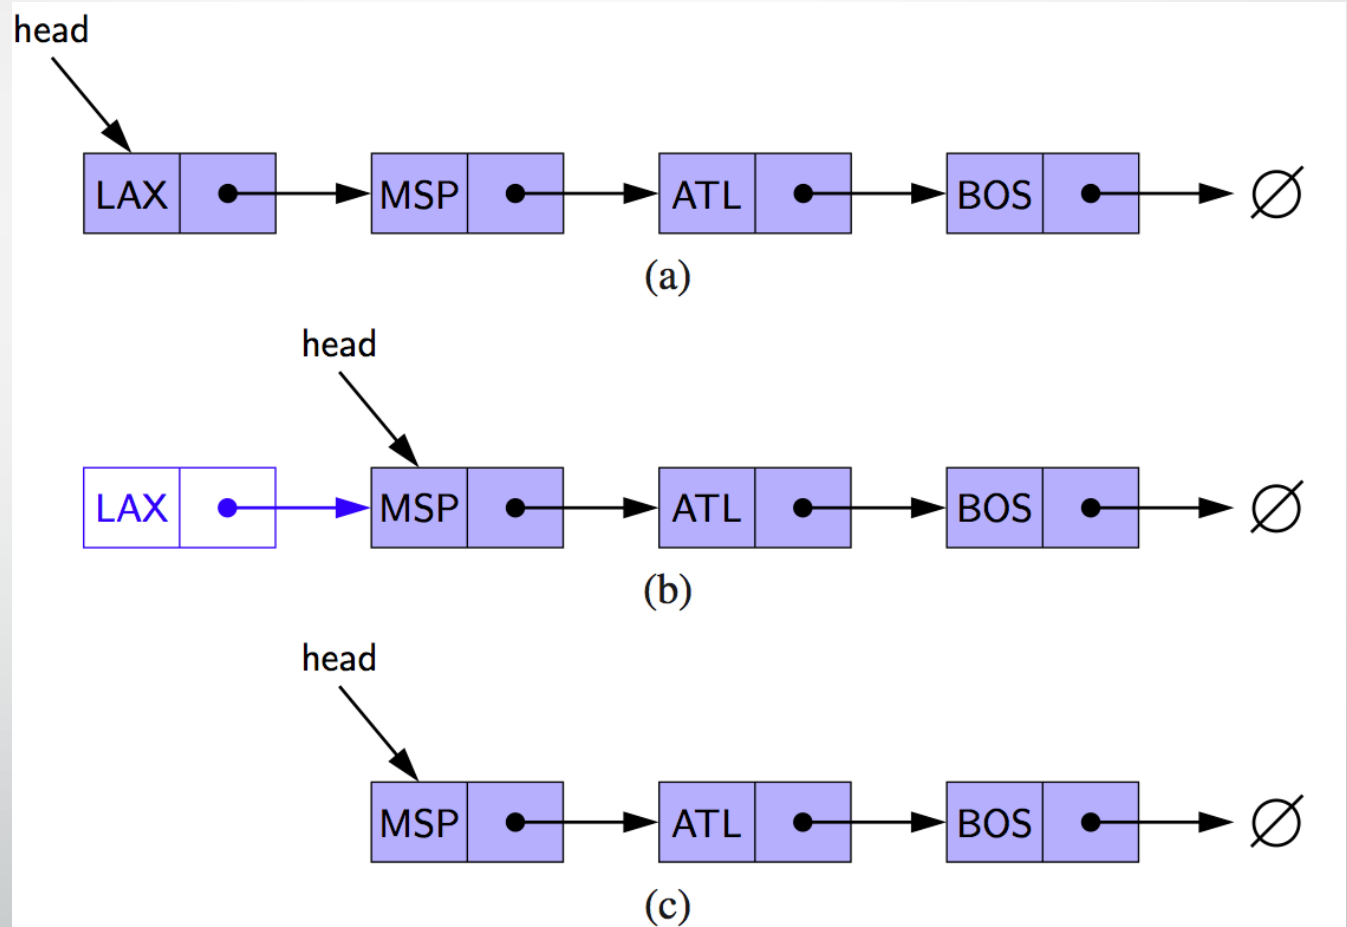 head
LAX MSP ATL BOS ∅
(a)
head
LAX MSP ATL BOS ∅
(b)
head
MSP ATL BOS ∅
(c)